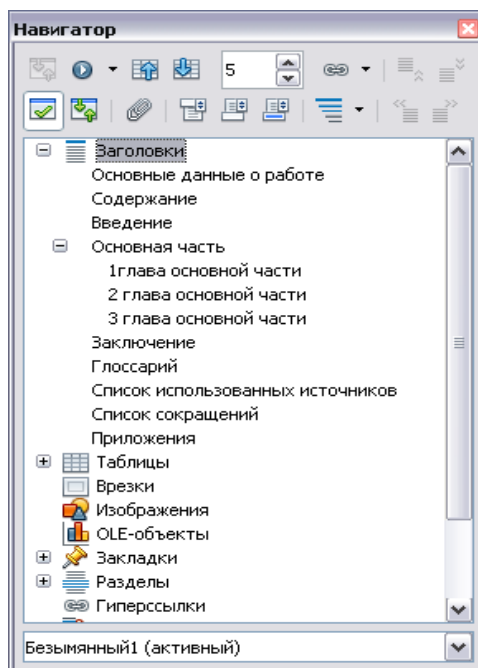 Навигатор
5
Заголовки
Основные данные о работе
Содержание
Введение
Основная часть
1глава основной части
2 глава основной части
3 глава основной части
Заключение
Глоссарий
Список использованных источников
Список сокращений
Приложения
Таблицы
Врезки
Изображения
OLE-объекты
Закладки
Разделы
Гиперссылки
Безымянный1 (активный)